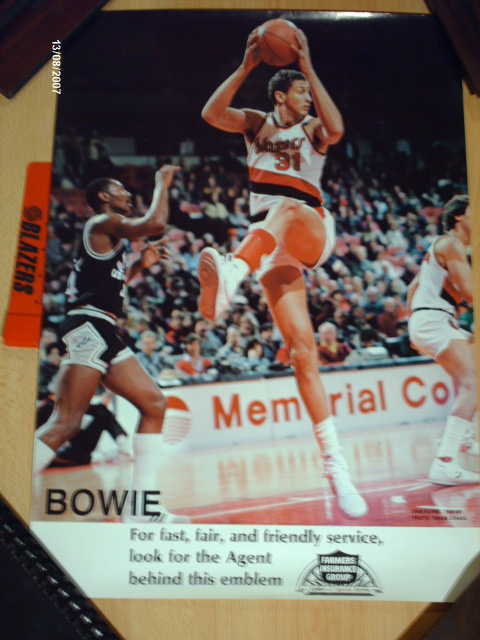 13/08/2007
BLAZERS
31
Memorial Co
BOWIE
For fast, fair, and friendly service,
look for the Agent
behind this emblem
FARMERS
INSURANCE
GROUP